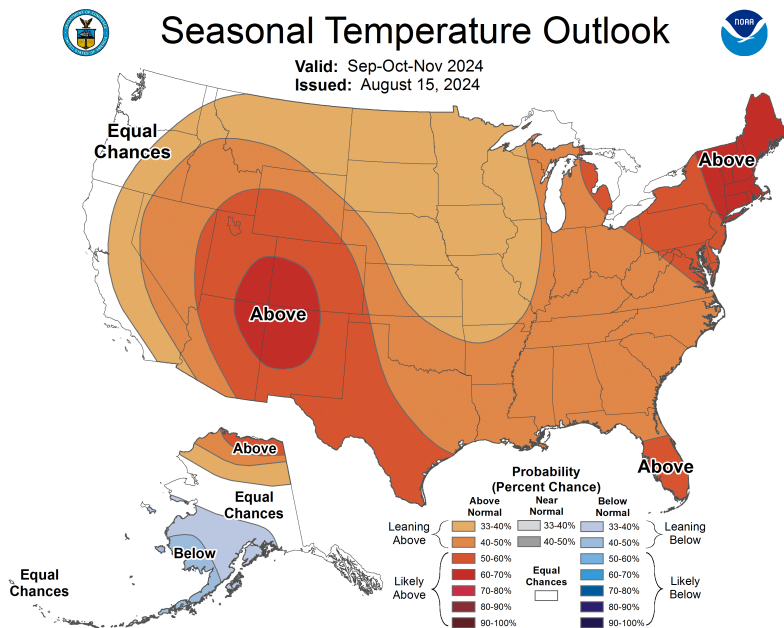 Seasonal Temperature Outlook
NOAA
Valid: Sep-Oct-Nov 2024
Issued: August 15, 2024
Equal
Chances
Above
Above
Above
Above
Equal
Chances
Below
Equal
Chances
Probability
(Percent Chance)
Above
Normal
Near
Normal
Below
Normal
Leaning
Above
33-40%
33-40%
33-40%
Leaning
Below
40-50%
40-50%
40-50%
Likely
Above
50-60%
50-60%
60-70%
Equal
Chances
60-70%
70-80%
70-80%
80-90%
80-90%
90-100%
90-100%
Likely
Below